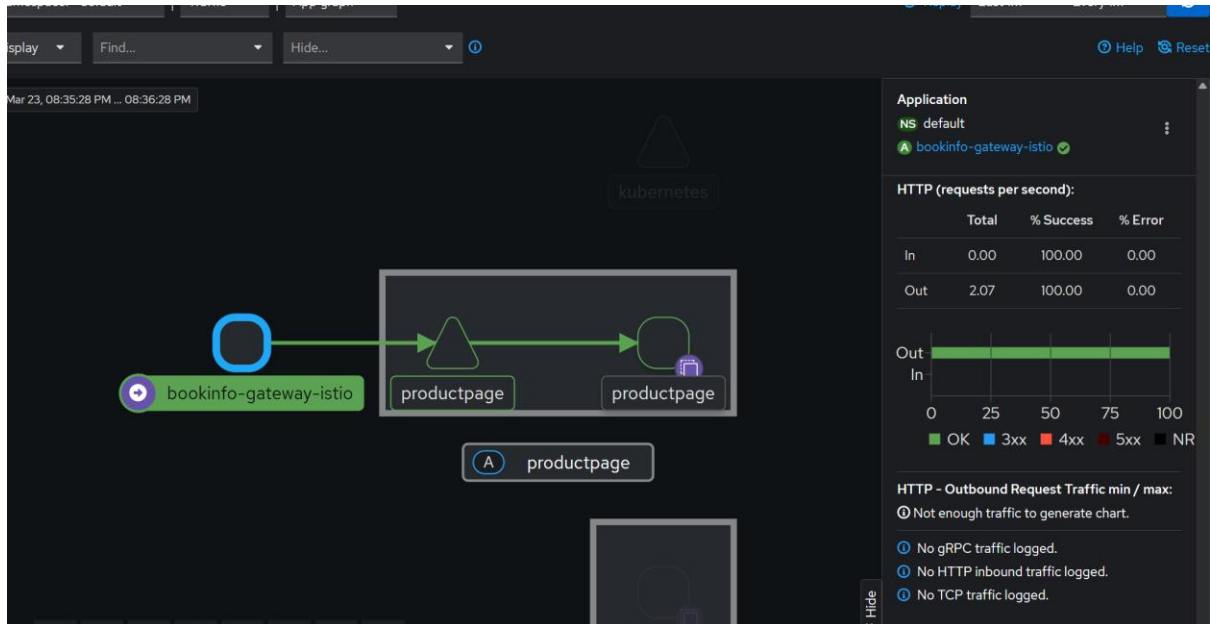 Find...
Hide...
Help
Reset
Mar 23, 08:35:28 PM ... 08:36:28 PM
kubernetes
bookinfo-gateway-istio
productpage
productpage
A productpage
Application
NS default
A bookinfo-gateway-istio
HTTP (requests per second):
Total % Success % Error
In 0.00 100.00 0.00
Out 2.07 100.00 0.00
Out
In
0 25 50 75 100
OK 3xx 4xx 5xx NR
HTTP - Outbound Request Traffic min / max:
Not enough traffic to generate chart.
No gRPC traffic logged.
No HTTP inbound traffic logged.
No TCP traffic logged.
Hide